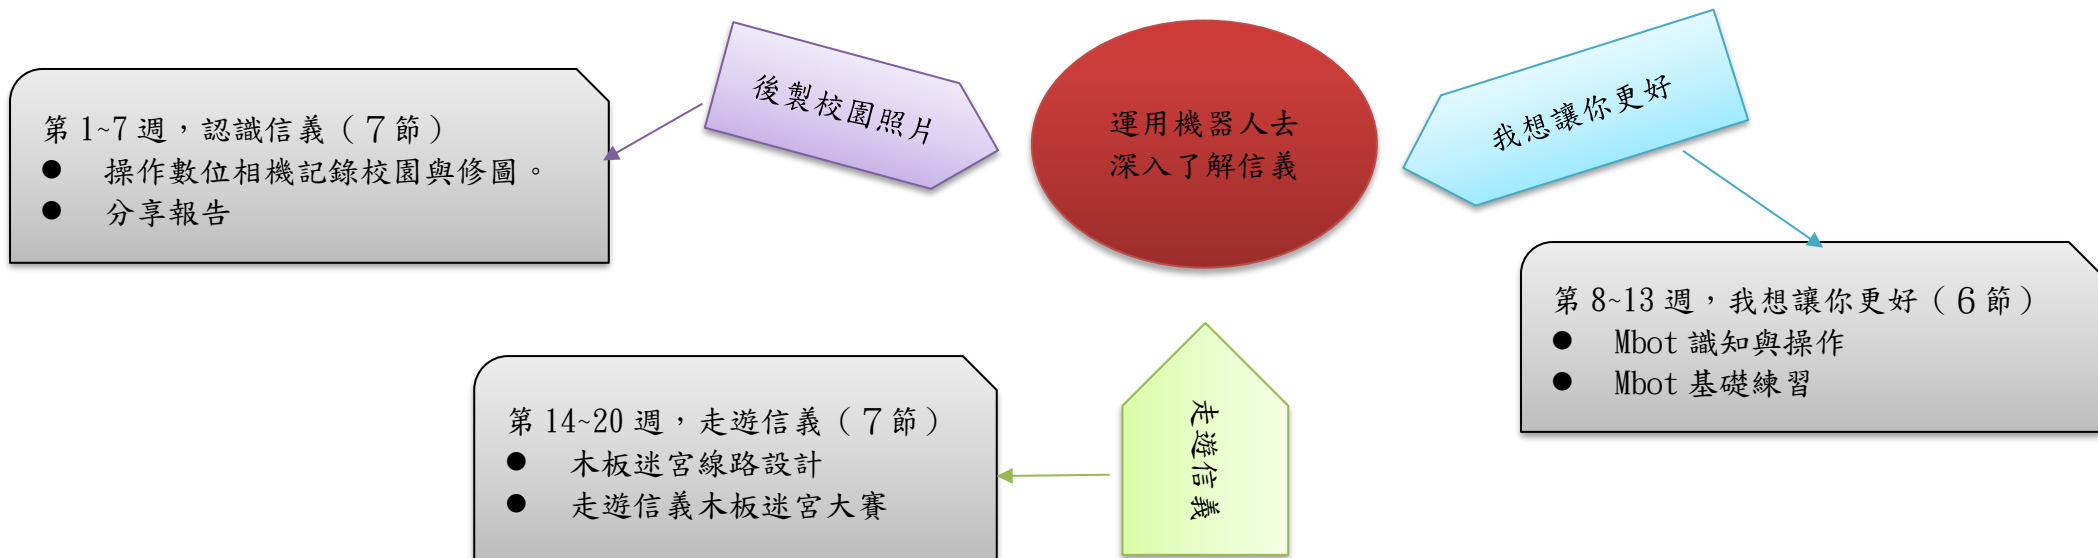 後製校園照片
運用機器人去
深入了解信義
我想讓你更好
第 1~7 週，認識信義（７節）
● 操作數位相機記錄校園與修圖。
● 分享報告
第 8~13 週，我想讓你更好（６節）
● Mbot 識知與操作
● Mbot 基礎練習
走遊信義
第 14~20 週，走遊信義（７節）
● 木板迷宮線路設計
● 走遊信義木板迷宮大賽